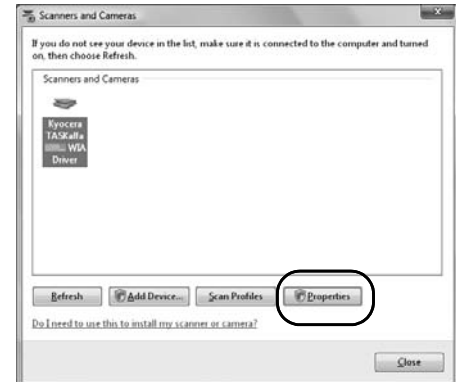 Scanners and Cameras
If you do not see your device in the list, make sure it is connected to the computer and turned
on, then choose Refresh.
Scanners and Cameras
Kyocera
TASKalfa
WIA
Driver
Refresh
Add Device...
Scan Profiles
Properties
Do I need to use this to install my scanner or camera?
Close